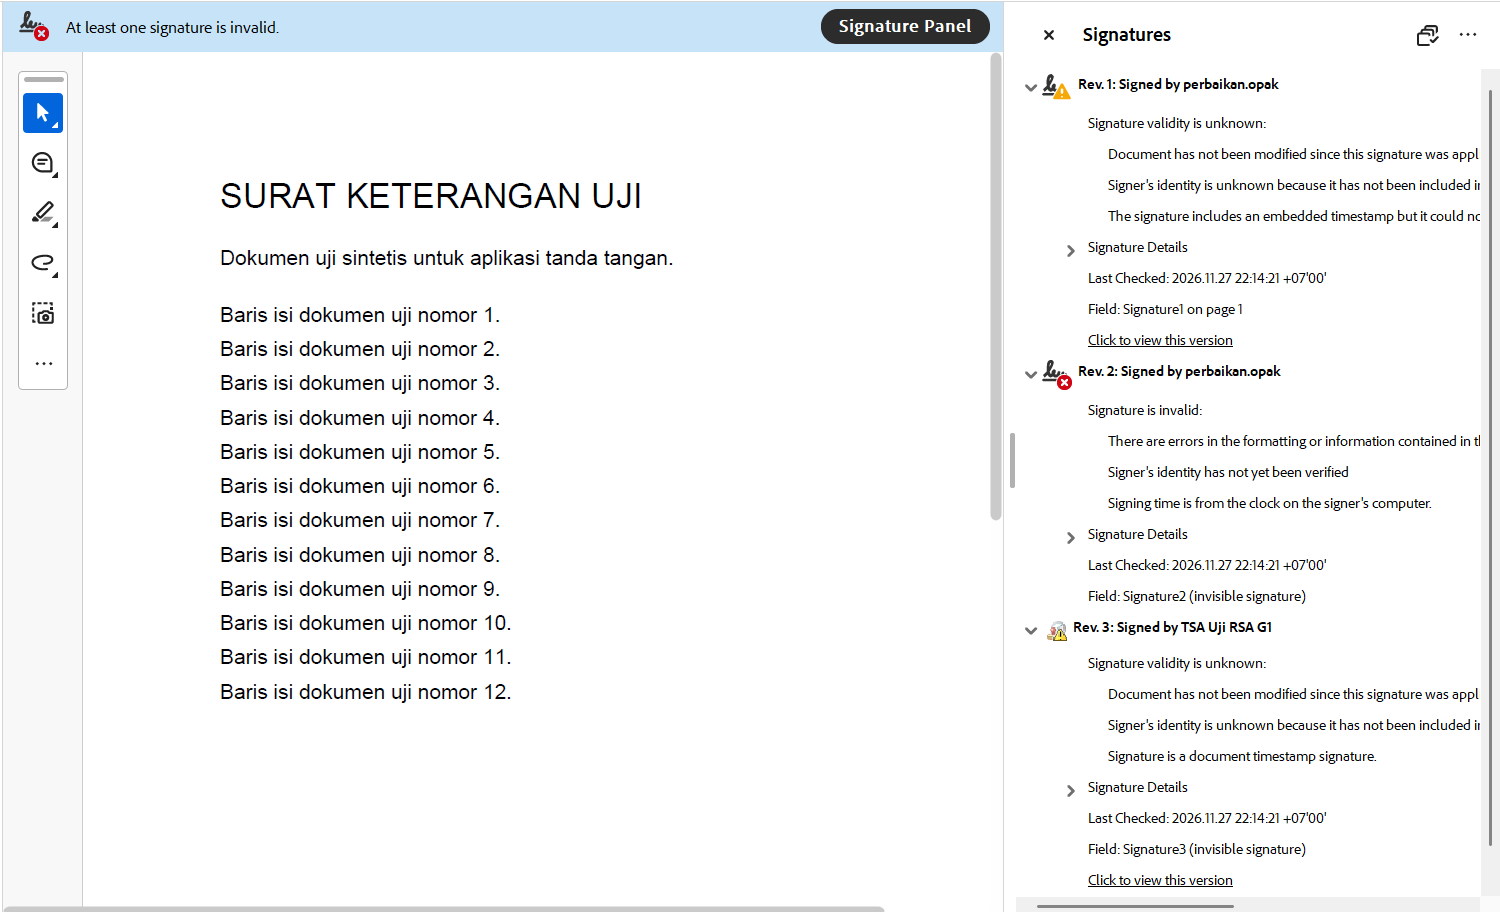 At least one signature is invalid.
Signature Panel
SURAT KETERANGAN UJI
Dokumen uji sintetis untuk aplikasi tanda tangan.
Baris isi dokumen uji nomor 1.
Baris isi dokumen uji nomor 2.
Baris isi dokumen uji nomor 3.
Baris isi dokumen uji nomor 4.
Baris isi dokumen uji nomor 5.
Baris isi dokumen uji nomor 6.
Baris isi dokumen uji nomor 7.
Baris isi dokumen uji nomor 8.
Baris isi dokumen uji nomor 9.
Baris isi dokumen uji nomor 10.
Baris isi dokumen uji nomor 11.
Baris isi dokumen uji nomor 12.
Signatures
Rev. 1: Signed by perbaikan.opak
Signature validity is unknown:
Document has not been modified since this signature was appl
Signer's identity is unknown because it has not been included i
The signature includes an embedded timestamp but it could no
Signature Details
Last Checked: 2026.11.27 22:14:21 +07'00'
Field: Signature1 on page 1
Click to view this version
Rev. 2: Signed by perbaikan.opak
Signature is invalid:
There are errors in the formatting or information contained in t
Signer's identity has not yet been verified
Signing time is from the clock on the signer's computer.
Signature Details
Last Checked: 2026.11.27 22:14:21 +07'00'
Field: Signature2 (invisible signature)
Rev. 3: Signed by TSA Uji RSA G1
Signature validity is unknown:
Document has not been modified since this signature was appl
Signer's identity is unknown because it has not been included i
Signature is a document timestamp signature.
Signature Details
Last Checked: 2026.11.27 22:14:21 +07'00'
Field: Signature3 (invisible signature)
Click to view this version